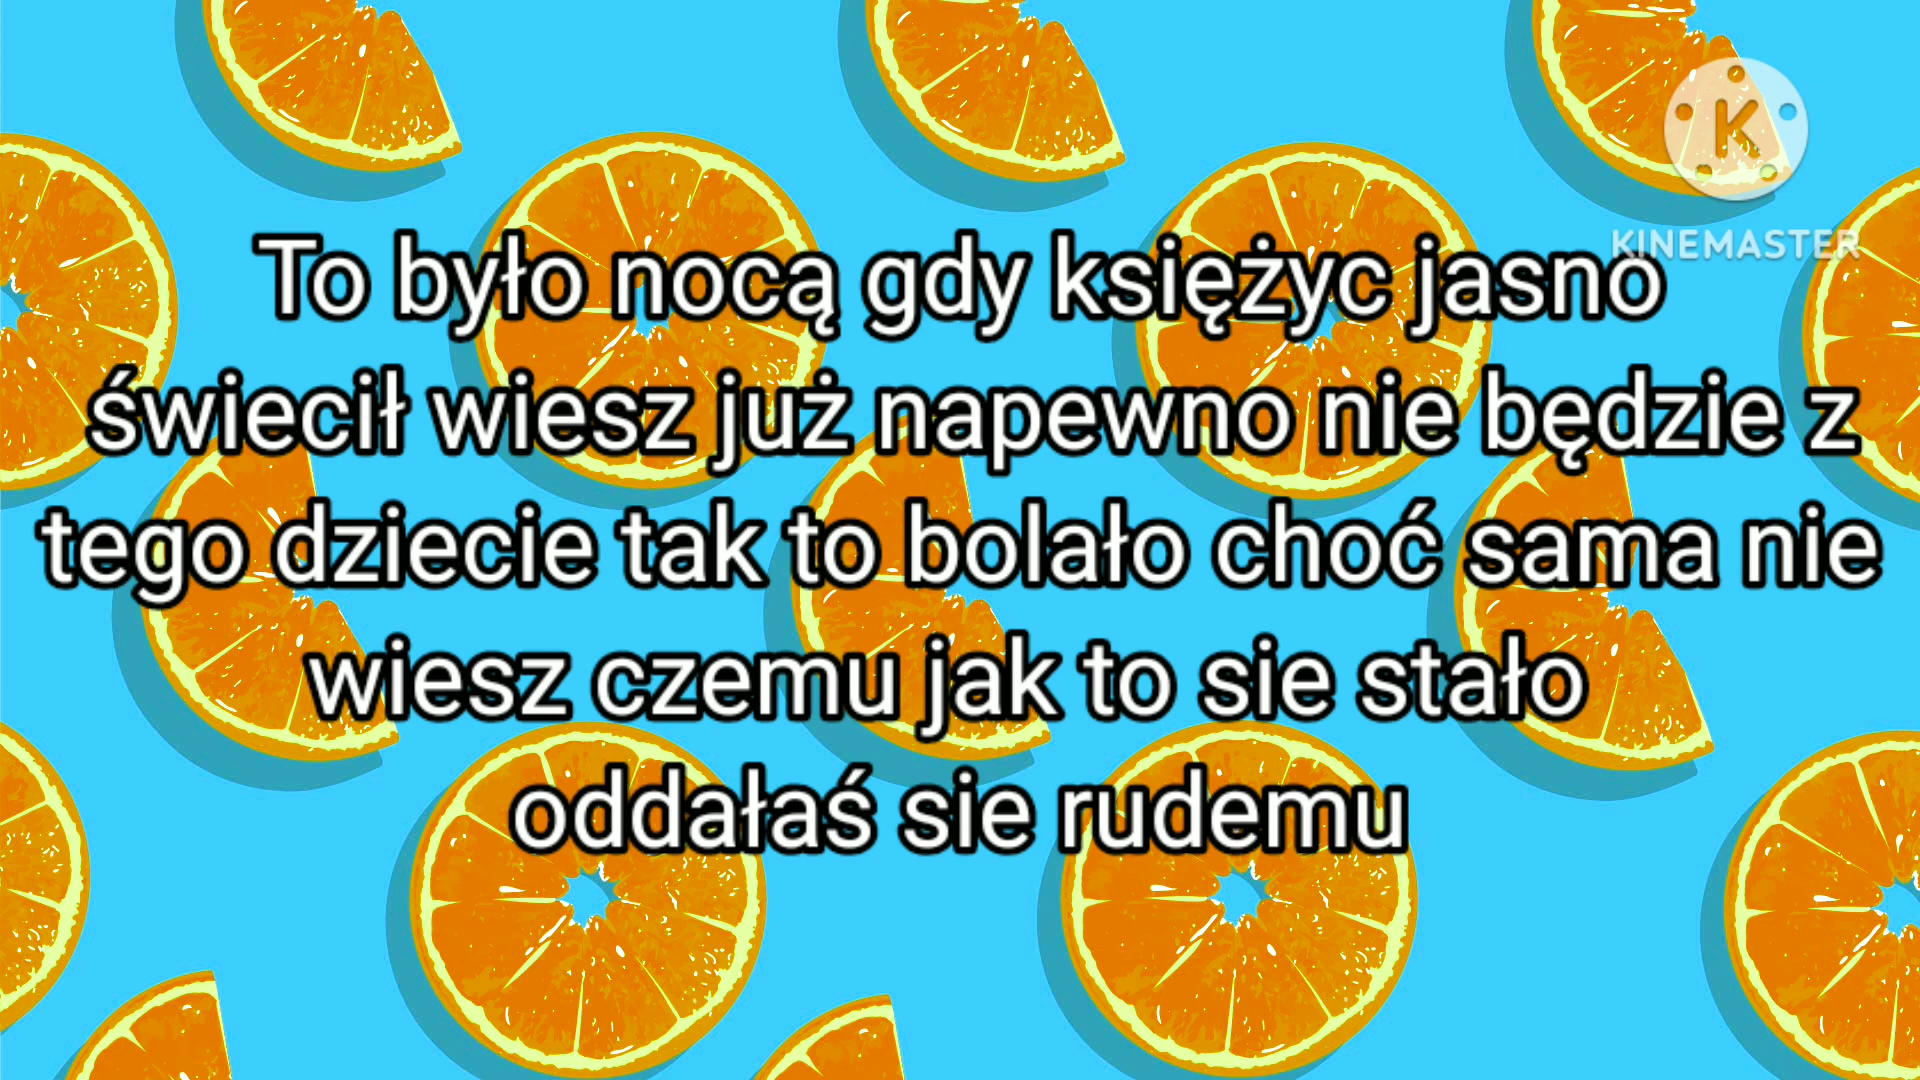 K
KINEMASTER
To było nocą gdy księżyc jasno
świecił wiesz już napewno nie będzie z
tego dziecie tak to bolało choć sama nie
wiesz czemu jak to sie stało
oddałaś sie rudemu